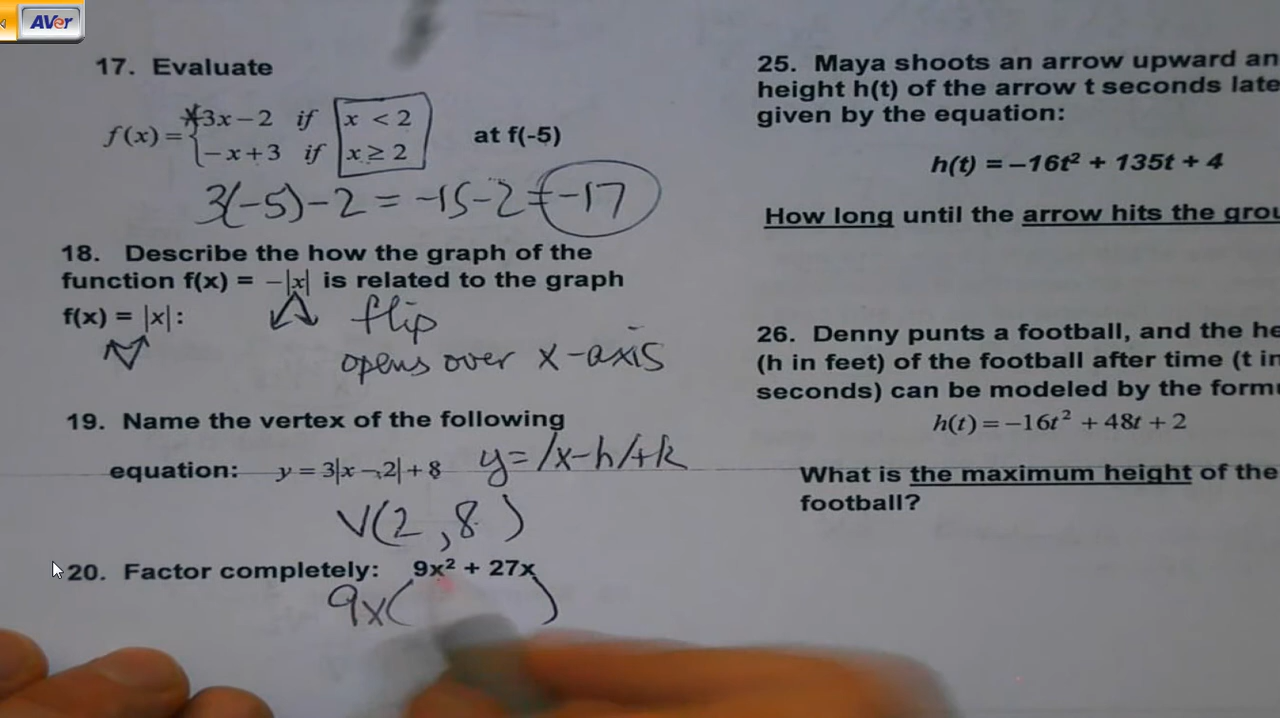 AVer
17. Evaluate
f(x) = { 3x − 2 if x < 2
−x + 3 if x ≥ 2
at f(-5)
3(-5)-2 = -15-2 = -17
18. Describe the how the graph of the
function f(x) = −|x| is related to the graph
f(x) = |x| :
flip
opens over x-axis
19. Name the vertex of the following
equation: y = 3|x − 2| + 8 y = |x-h|+k
V(2, 8)
20. Factor completely: 9x² + 27x
9x( )
25. Maya shoots an arrow upward
height h(t) of the arrow t seconds
given by the equation:
h(t) = –16t² + 135t + 4
How long until the arrow hits the
26. Denny punts a football, and the
(h in feet) of the football after time (t in
seconds) can be modeled by the
h(t) = −16t² + 48t + 2
What is the maximum height of the
football?